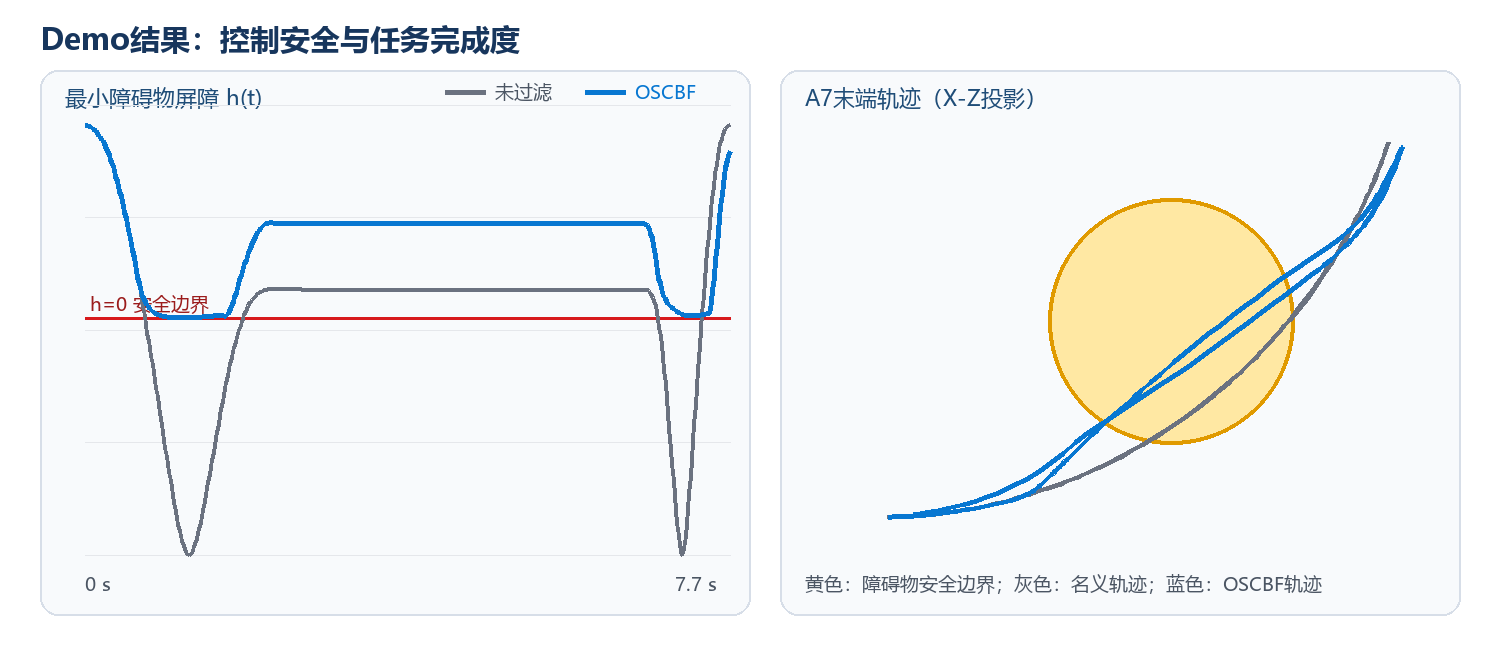 Demo结果：控制安全与任务完成度
最小障碍物屏障 h(t)
未过滤
OSCBF
h=0 安全边界
0 s
7.7 s
A7末端轨迹（X-Z投影）
黄色：障碍物安全边界；灰色：名义轨迹；蓝色：OSCBF轨迹